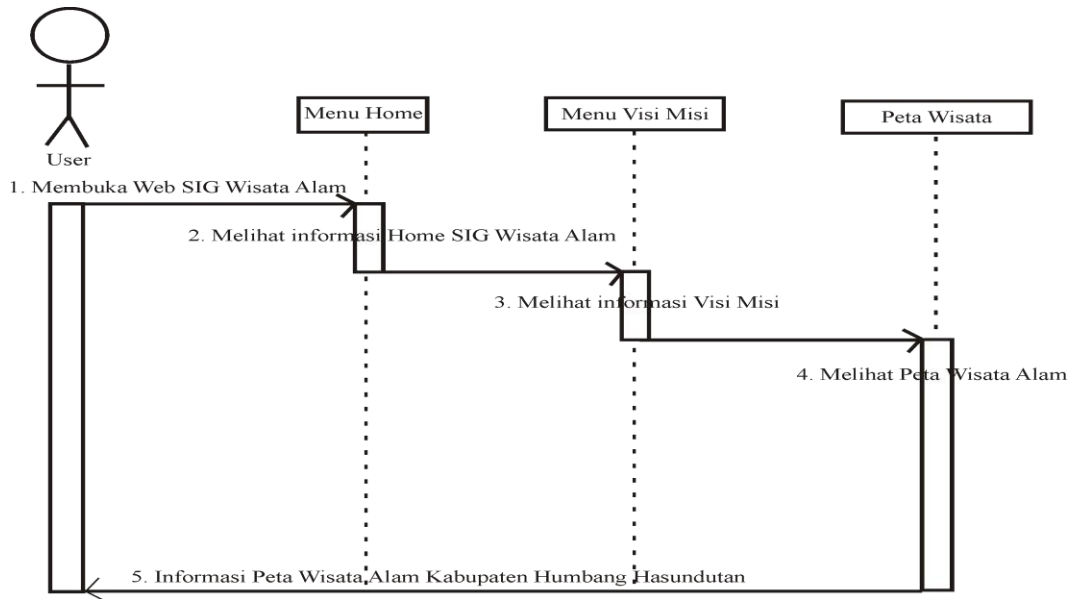 Menu Home
Menu Visi Misi
Peta Wisata
User
1. Membuka Web SIG Wisata Alam
2. Melihat informasi Home SIG Wisata Alam
3. Melihat informasi Visi Misi
4. Melihat Peta Wisata Alam
5. Informasi Peta Wisata Alam Kabupaten Humbang Hasundutan